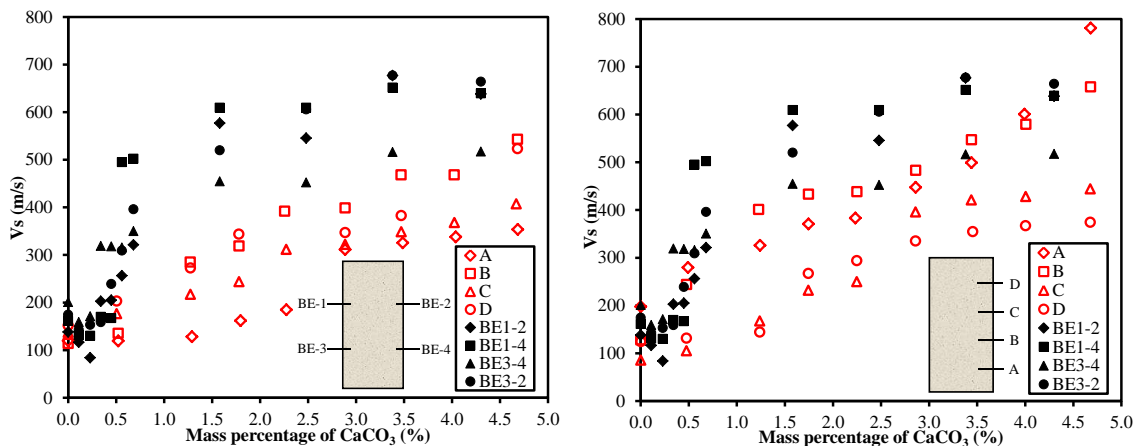 800
700
600
500
400
300
200
100
0
Vs (m/s)
0.0 0.5 1.0 1.5 2.0 2.5 3.0 3.5 4.0 4.5 5.0
Mass percentage of CaCO3 (%)
BE-1 BE-2
BE-3 BE-4
A
B
C
D
BE1-2
BE1-4
BE3-4
BE3-2
800
700
600
500
400
300
200
100
0
Vs (m/s)
0.0 0.5 1.0 1.5 2.0 2.5 3.0 3.5 4.0 4.5 5.0
Mass percentage of CaCO3 (%)
D
C
B
A
A
B
C
D
BE1-2
BE1-4
BE3-4
BE3-2